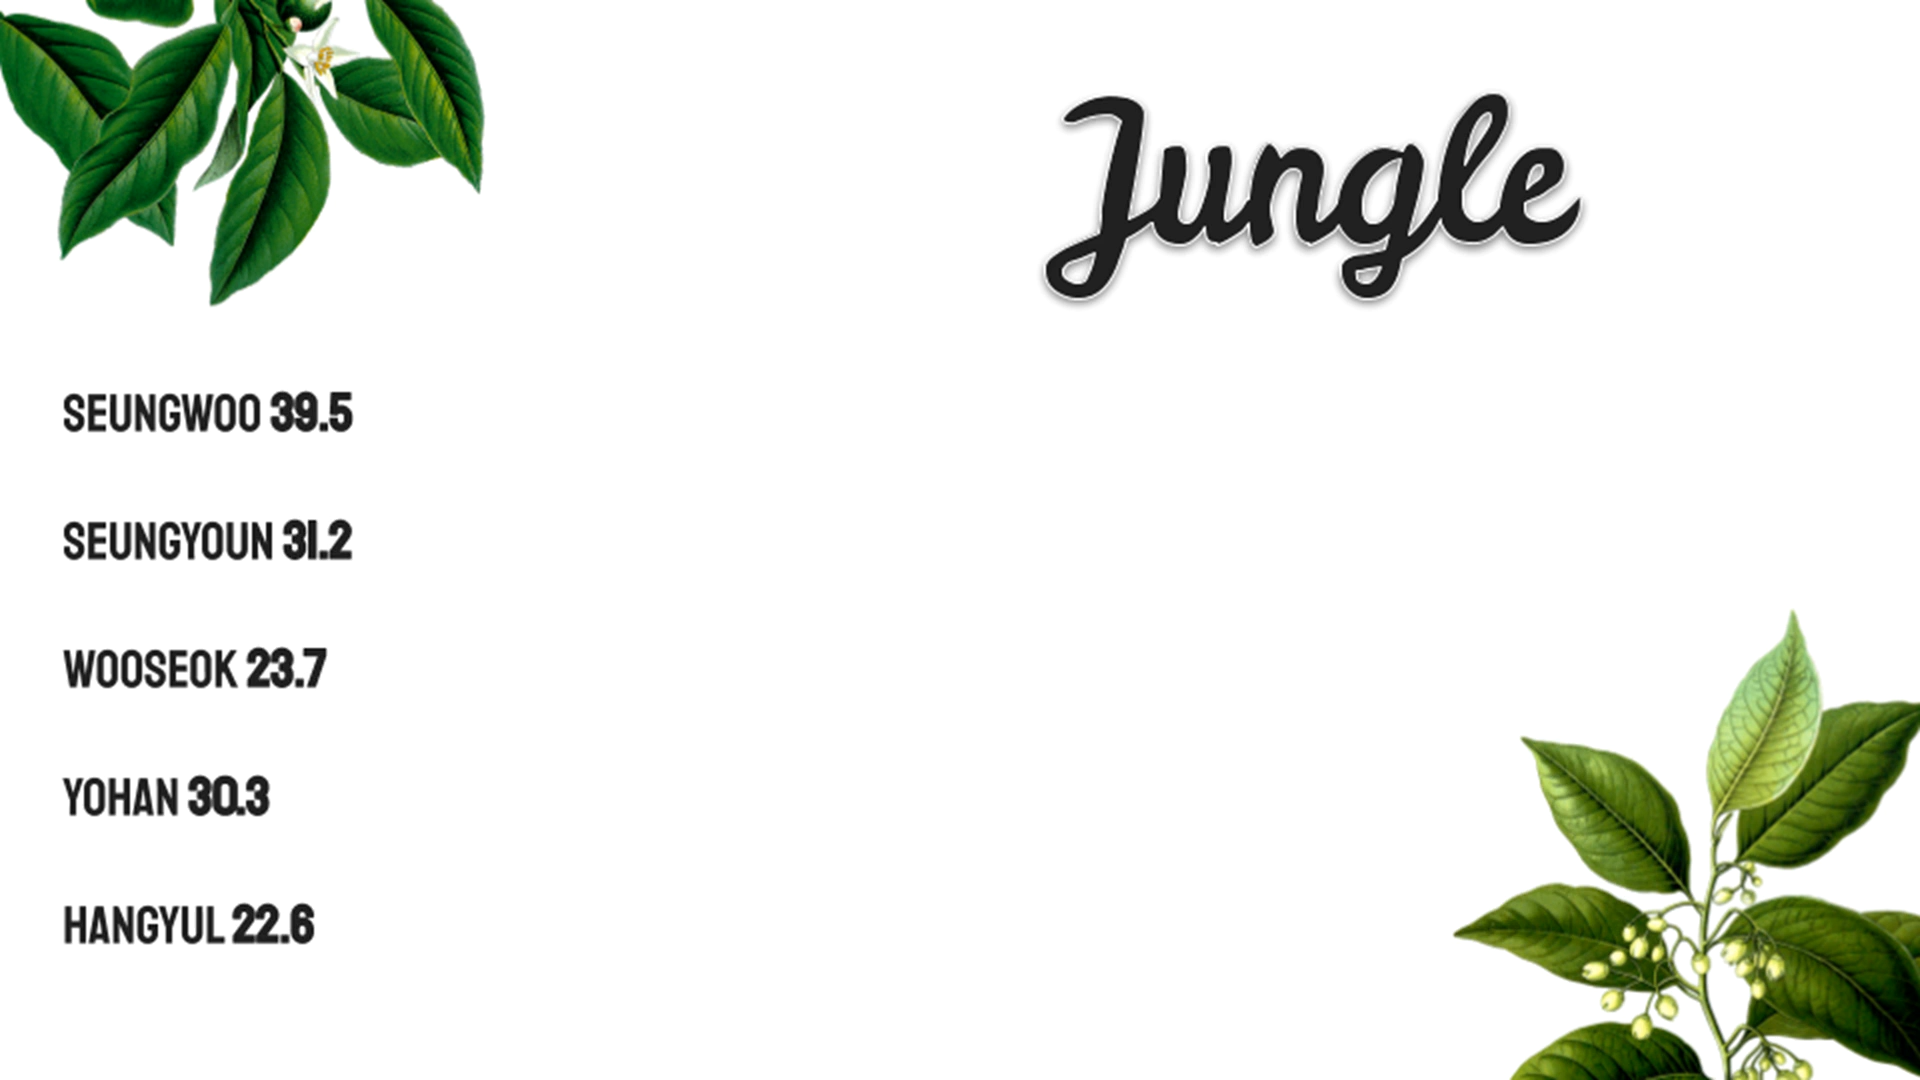 Jungle
SEUNGWOO 39.5
SEUNGYOUN 31.2
WOOSEOK 23.7
YOHAN 30.3
HANGYUL 22.6